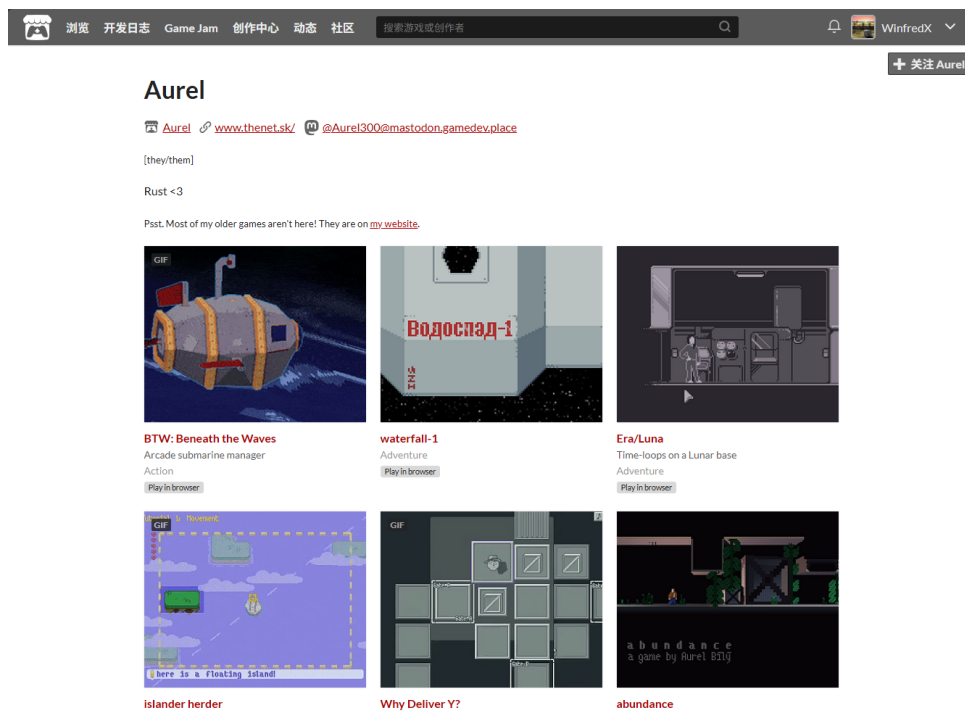 浏览 开发日志 Game Jam 创作中心 动态 社区 搜索游戏或创作者 WinfredX
关注 Aurel
Aurel
Aurel www.thenet.sk/ @Aurel300@mastodon.gamedev.place
[they/them]
Rust <3
Psst. Most of my older games aren't here! They are on my website.
GIF
Водоспад-1
ING
BTW: Beneath the Waves
Arcade submarine manager
Action
Play in browser
waterfall-1
Adventure
Play in browser
Era/Luna
Time-loops on a Lunar base
Adventure
Play in browser
GIF
Movement
here is a floating island!
GIF
abundance
a game by Aurel Bílý
islander herder
Why Deliver Y?
abundance